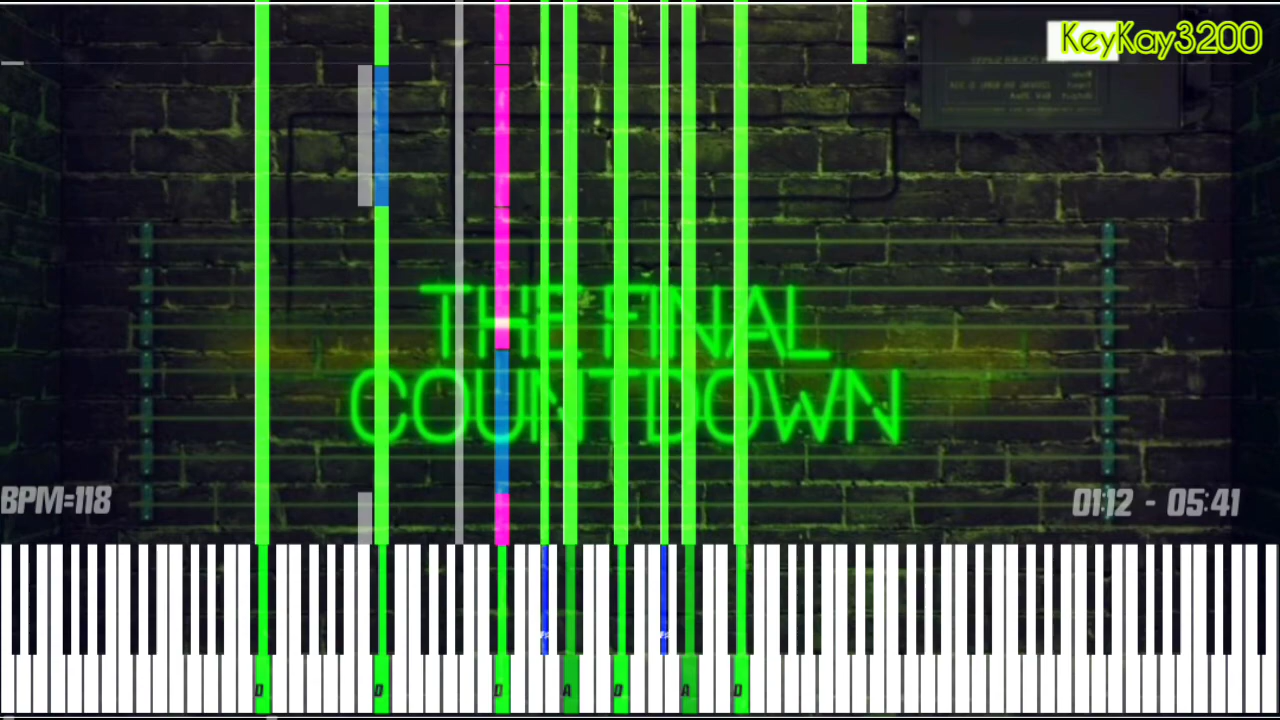 KeyKay3200
THE FINAL
COUNTDOWN
BPM=118
01:12 - 05:41
D D D A D A D